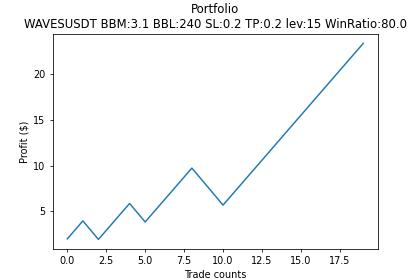 Portfolio
WAVESUSDT BBM:3.1 BBL:240 SL:0.2 TP:0.2 lev:15 WinRatio:80.0
20
15
10
5
Profit ($)
0.0 2.5 5.0 7.5 10.0 12.5 15.0 17.5
Trade counts